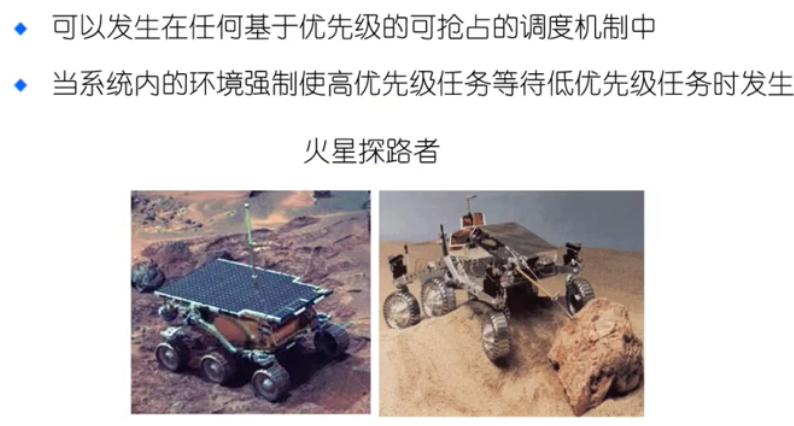 可以发生在任何基于优先级的可抢占的调度机制中
当系统内的环境强制使高优先级任务等待低优先级任务时发生
火星探路者